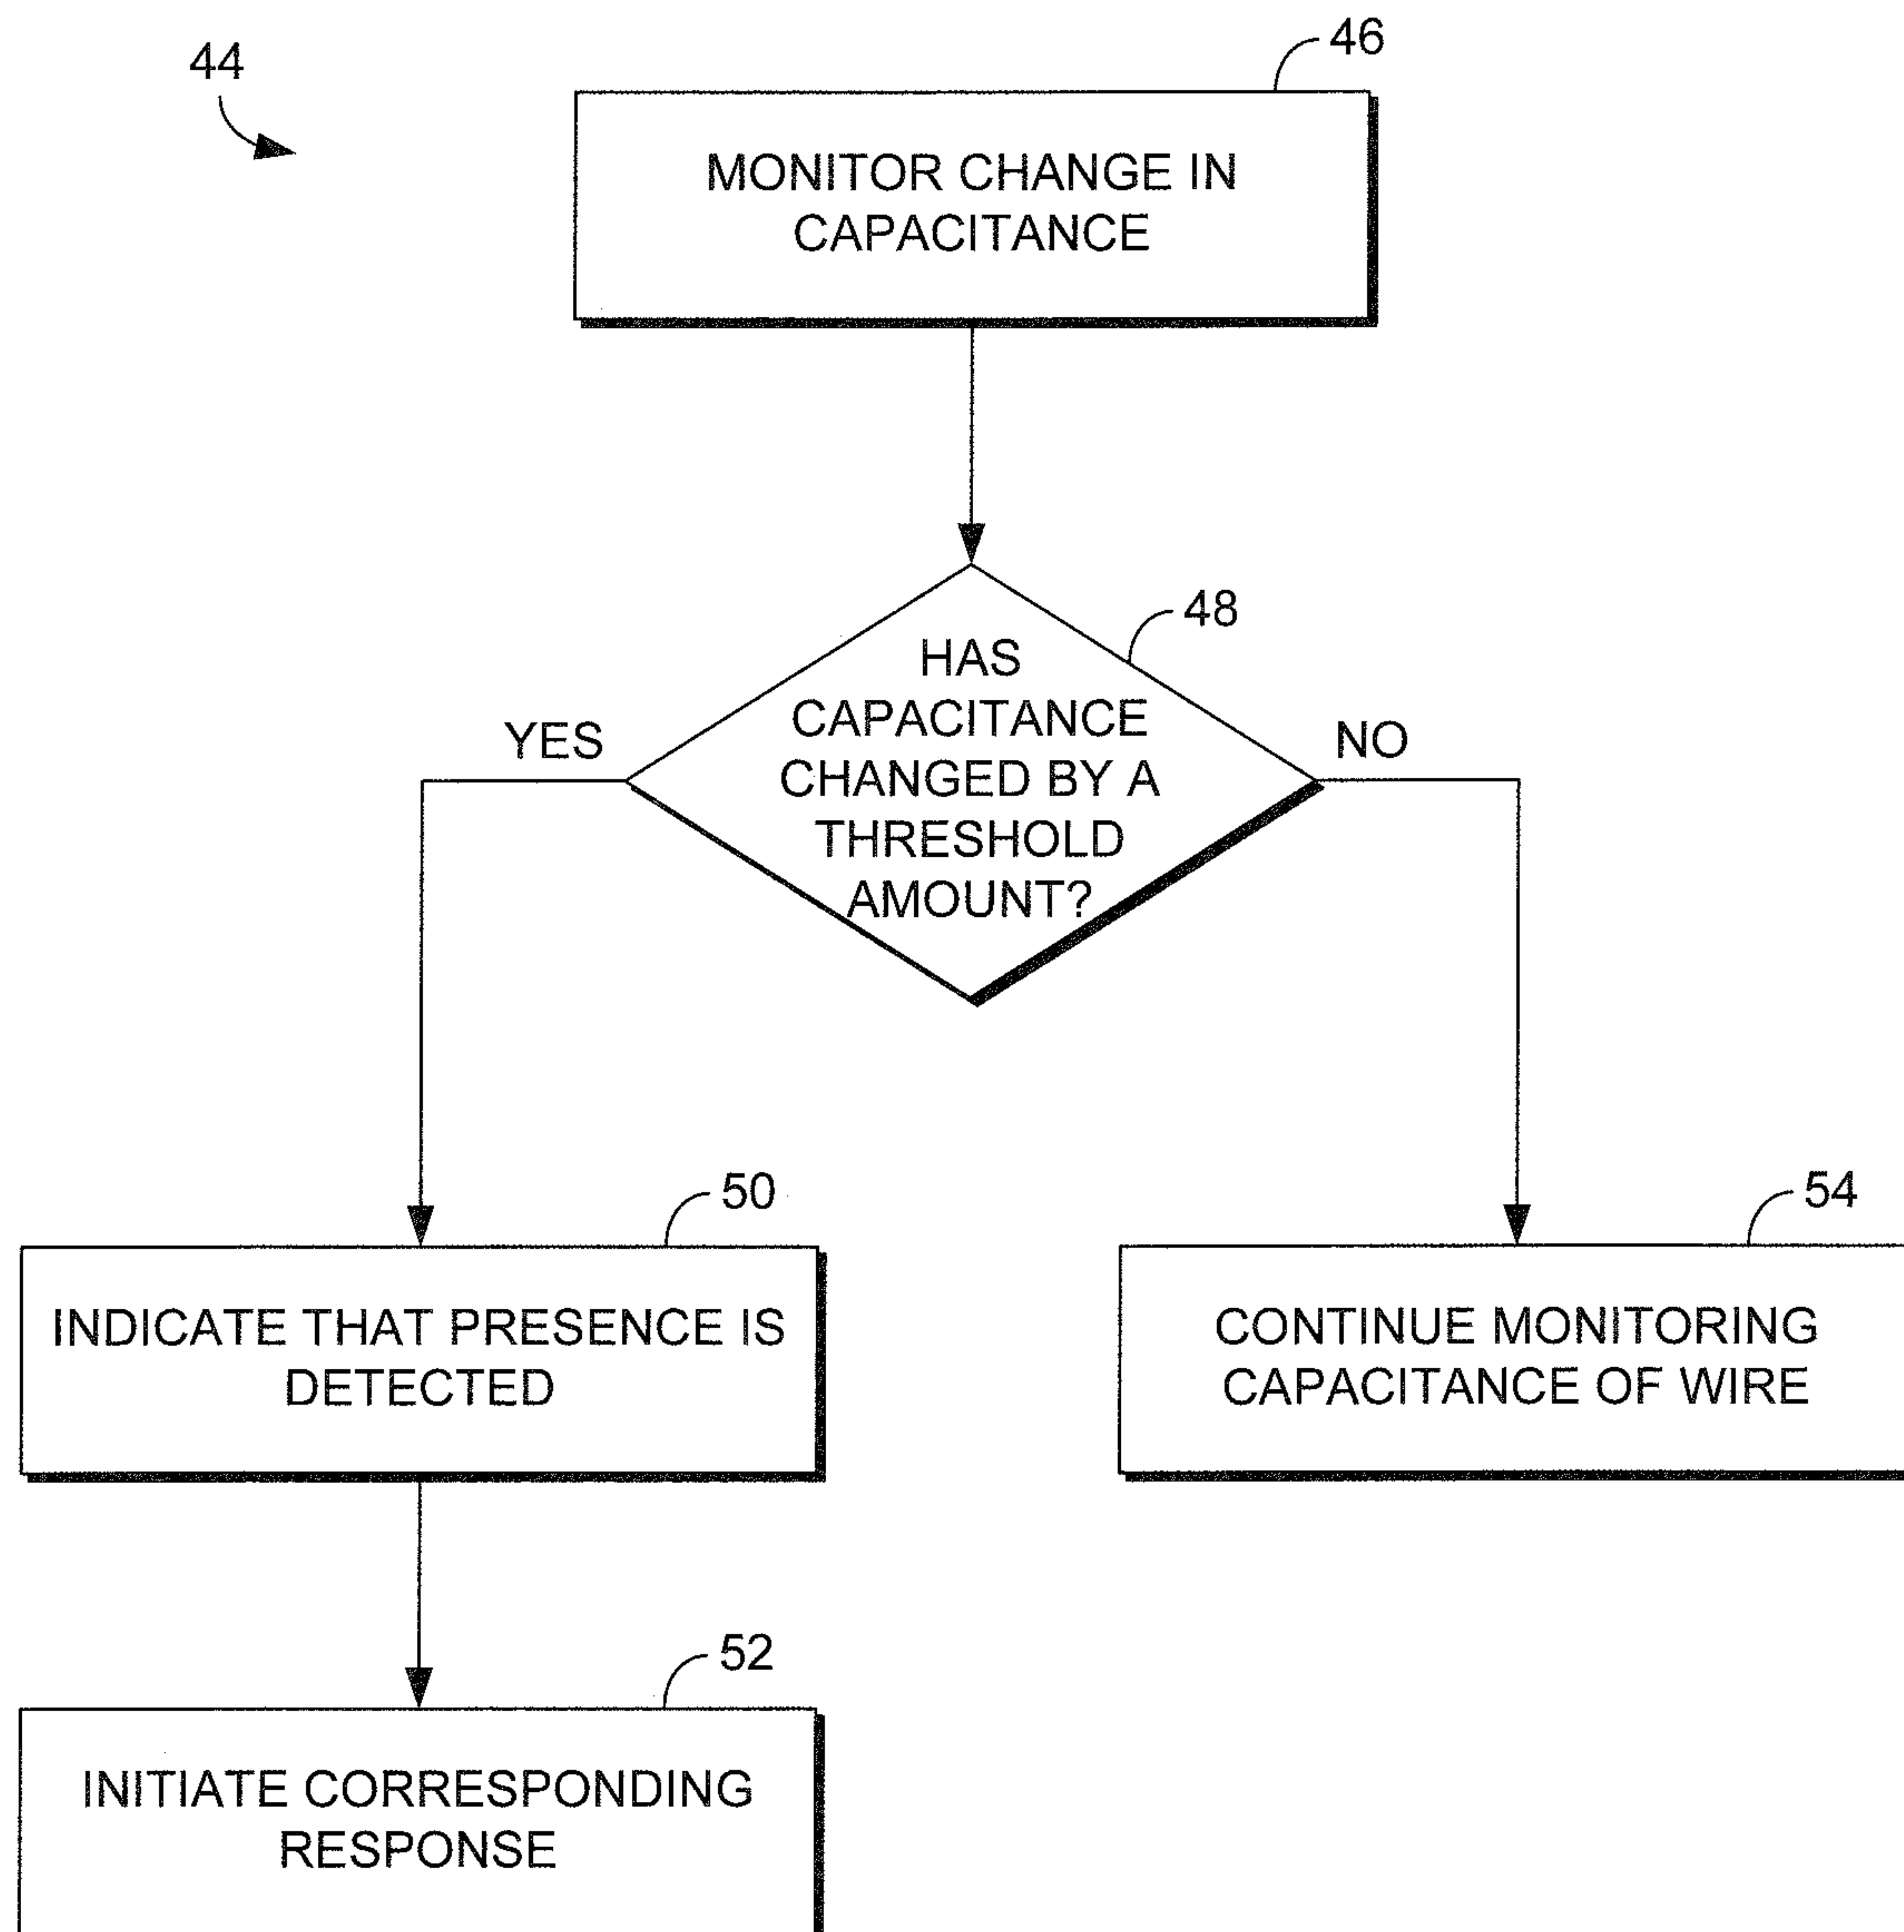 44
46
MONITOR CHANGE IN
CAPACITANCE
48
HAS
CAPACITANCE
CHANGED BY A
THRESHOLD
AMOUNT?
YES
NO
50
INDICATE THAT PRESENCE IS
DETECTED
54
CONTINUE MONITORING
CAPACITANCE OF WIRE
52
INITIATE CORRESPONDING
RESPONSE